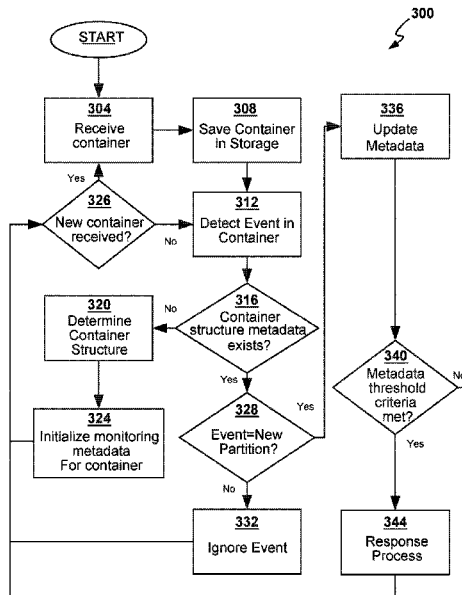 300
START
304
Receive
container
308
Save Container
in Storage
336
Update
Metadata
Yes
326
New container
received?
No
312
Detect Event in
Container
320
Determine
Container
Structure
No
316
Container
structure metadata
exists?
Yes
340
Metadata
threshold
criteria
met?
No
324
Initialize monitoring
metadata
For container
328
Event=New
Partition?
Yes
Yes
No
332
Ignore Event
344
Response
Process